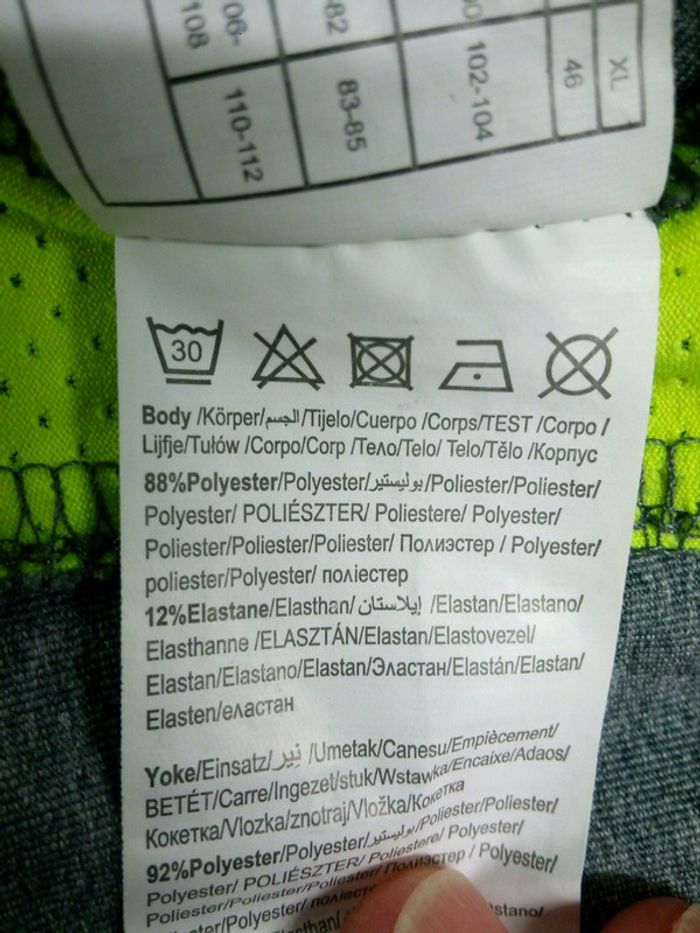 XL
46
102-104
83-85
110-112
108
30
Body /Körper/الجسم/Tijelo/Cuerpo /Corps/TEST /Corpo /
Lijfje/Tułów /Corpo/Corp /Тело/Telo/ Telo/Tělo /Корпус
88%Polyester/Polyester/بوليستير/Poliester/Poliester/
Polyester/ POLIÉSZTER/ Poliestere/ Polyester/
Poliester/Poliester/Poliester/ Полиэстер / Polyester/
poliester/Polyester/ поліестер
12%Elastane/Elasthan/إيلاستان /Elastan/Elastano/
Elasthanne /ELASZTÁN/Elastan/Elastovezel/
Elastan/Elastano/Elastan/Эластан/Elastán/Elastan/
Elasten/еластан
Yoke/Einsatz/نِير /Umetak/Canesu/Empiècement/
BETÉT/Carre/Ingezet/stuk/Wstawka/Encaixe/Adaos/
Кокетка/Vlozka/znotraj/Vložka/Кокетка
92%Polyester/Polyester/بوليستير/Poliester/Poliester/
Polyester/ POLIÉSZTER/ Poliestere/ Polyester/
Poliester/Poliester/Poliester/ Полиэстер / Polyester/